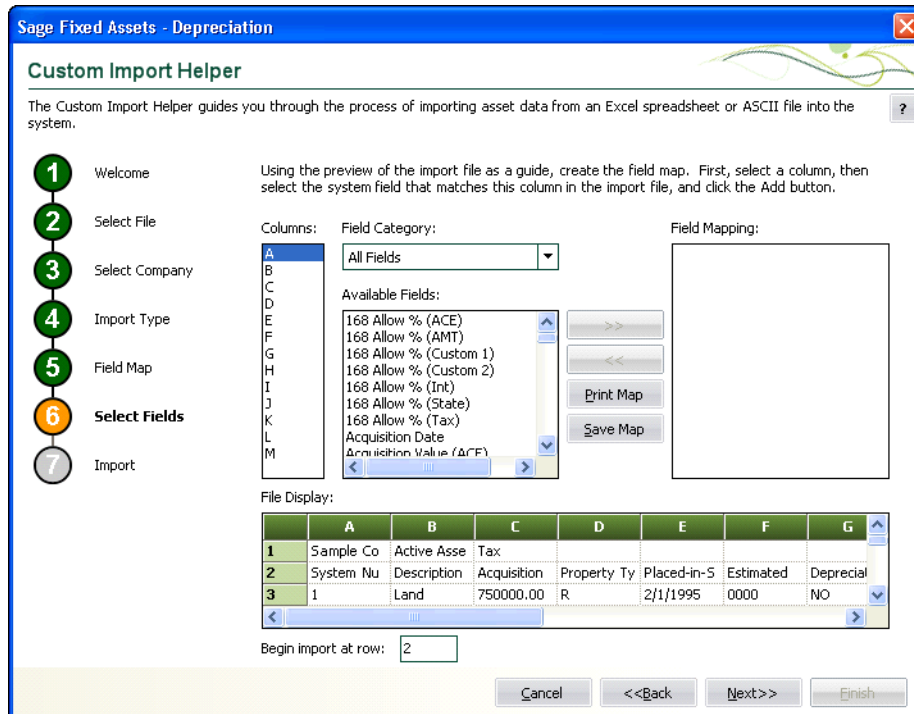 Sage Fixed Assets - Depreciation
Custom Import Helper
The Custom Import Helper guides you through the process of importing asset data from an Excel spreadsheet or ASCII file into the
system.
?
1 Welcome
2 Select File
3 Select Company
4 Import Type
5 Field Map
6 Select Fields
7 Import
Using the preview of the import file as a guide, create the field map. First, select a column, then
select the system field that matches this column in the import file, and click the Add button.
Columns:
A
B
C
D
E
F
G
H
I
J
K
L
M
Field Category:
All Fields
Available Fields:
168 Allow % (ACE)
168 Allow % (AMT)
168 Allow % (Custom 1)
168 Allow % (Custom 2)
168 Allow % (Int)
168 Allow % (State)
168 Allow % (Tax)
Acquisition Date
Acquisition Value (ACE)
>>
<<
Print Map
Save Map
Field Mapping:
File Display:
A B C D E F G
1 Sample Co Active Asse Tax
2 System Nu Description Acquisition Property Ty Placed-in-S Estimated Depreciat
3 1 Land 750000.00 R 2/1/1995 0000 NO
Begin import at row: 2
Cancel <<Back Next>> Finish